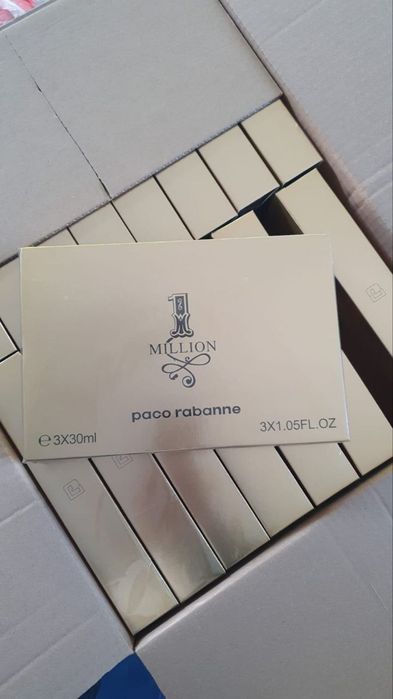 1
MILLION
paco rabanne
℮3X30ml
3X1.05FL.OZ